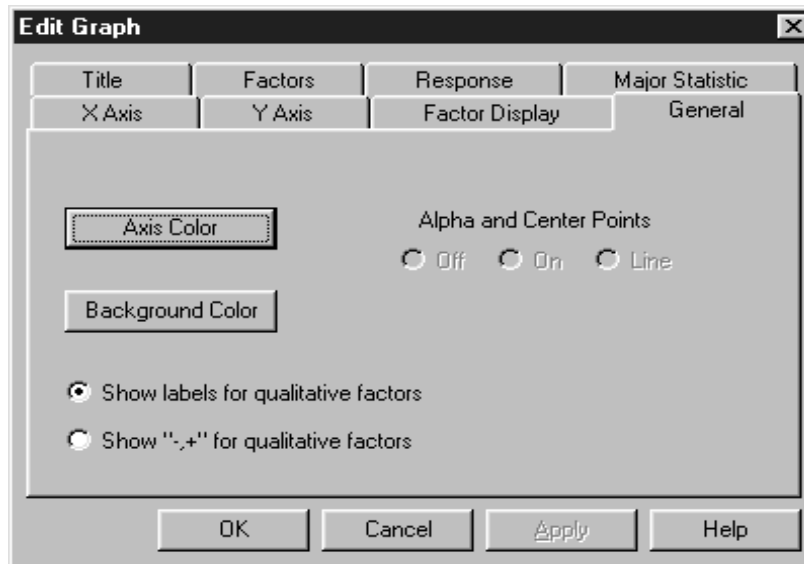 Edit Graph
Title Factors Response Major Statistic
X Axis Y Axis Factor Display General
Axis Color Alpha and Center Points
Off On Line
Background Color
Show labels for qualitative factors
Show "-,+" for qualitative factors
OK Cancel Apply Help